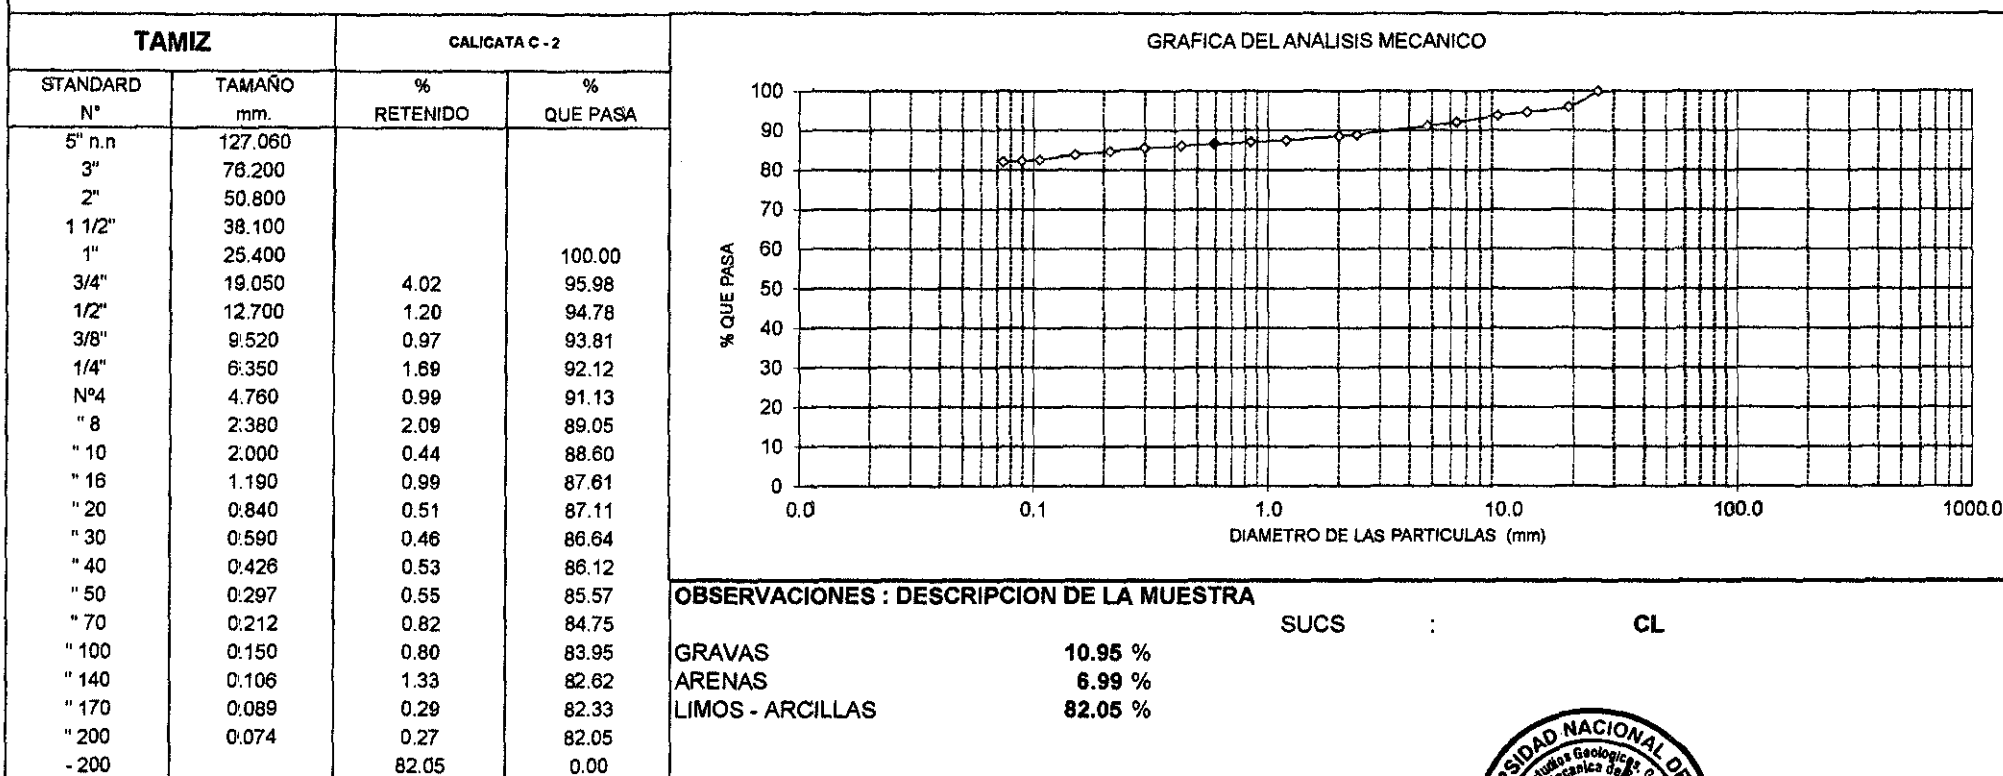 TAMIZ CALICATA C - 2
STANDARD TAMAÑO % %
N° mm. RETENIDO QUE PASA
5" n.n 127.060
3" 76.200
2" 50.800
1 1/2" 38.100
1" 25.400 100.00
3/4" 19.050 4.02 95.98
1/2" 12.700 1.20 94.78
3/8" 9.520 0.97 93.81
1/4" 6.350 1.69 92.12
Nº4 4.760 0.99 91.13
" 8 2.380 2.09 89.05
" 10 2.000 0.44 88.60
" 16 1.190 0.99 87.61
" 20 0.840 0.51 87.11
" 30 0.590 0.46 86.64
" 40 0.426 0.53 86.12
" 50 0.297 0.55 85.57
" 70 0.212 0.82 84.75
" 100 0.150 0.80 83.95
" 140 0.106 1.33 82.62
" 170 0.089 0.29 82.33
" 200 0.074 0.27 82.05
- 200 82.05 0.00
GRAFICA DEL ANALISIS MECANICO
% QUE PASA
100
90
80
70
60
50
40
30
20
10
0
0.0 0.1 1.0 10.0 100.0 1000.0
DIAMETRO DE LAS PARTICULAS (mm)
OBSERVACIONES : DESCRIPCION DE LA MUESTRA
SUCS : CL
GRAVAS 10.95 %
ARENAS 6.99 %
LIMOS - ARCILLAS 82.05 %
NACIONAL